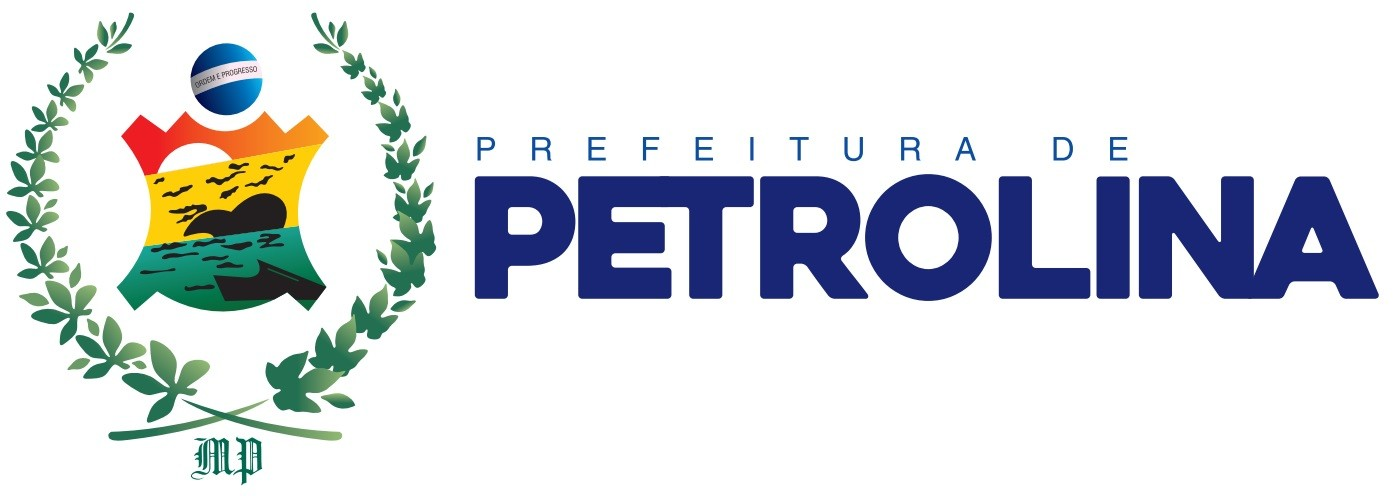 ORDEM E PROGRESSO
PREFEITURA DE
PETROLINA
MP